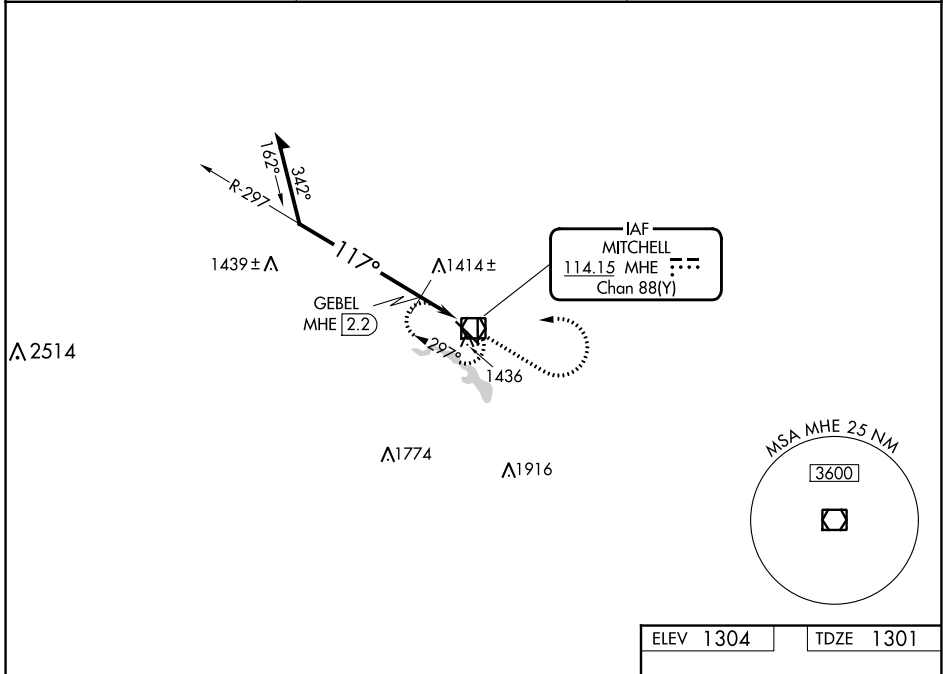 162°
342°
R-297
117°
1439±
1414±
GEBEL
MHE 2.2
297°
1436
IAF
MITCHELL
114.15 MHE
Chan 88(Y)
2514
1774
1916
MSA MHE 25 NM
3600
ELEV 1304
TDZE 1301